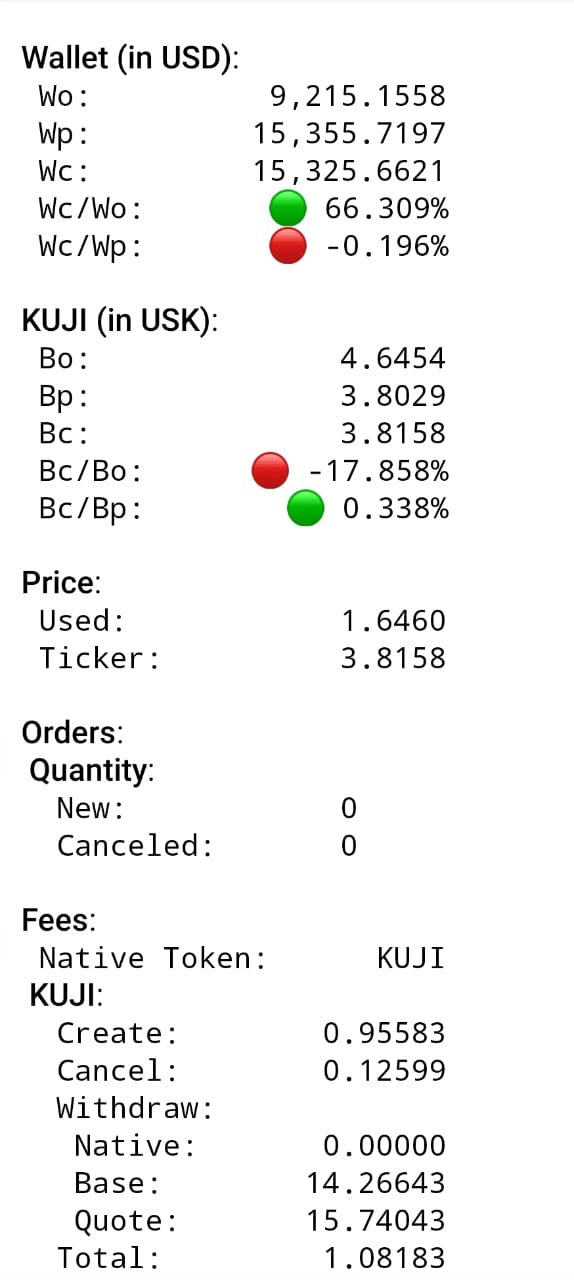 Wallet (in USD):
Wo: 9,215.1558
Wp: 15,355.7197
Wc: 15,325.6621
Wc/Wo: 🟢 66.309%
Wc/Wp: 🔴 -0.196%
KUJI (in USK):
Bo: 4.6454
Bp: 3.8029
Bc: 3.8158
Bc/Bo: 🔴 -17.858%
Bc/Bp: 🟢 0.338%
Price:
Used: 1.6460
Ticker: 3.8158
Orders:
Quantity:
New: 0
Canceled: 0
Fees:
Native Token: KUJI
KUJI:
Create: 0.95583
Cancel: 0.12599
Withdraw:
Native: 0.00000
Base: 14.26643
Quote: 15.74043
Total: 1.08183